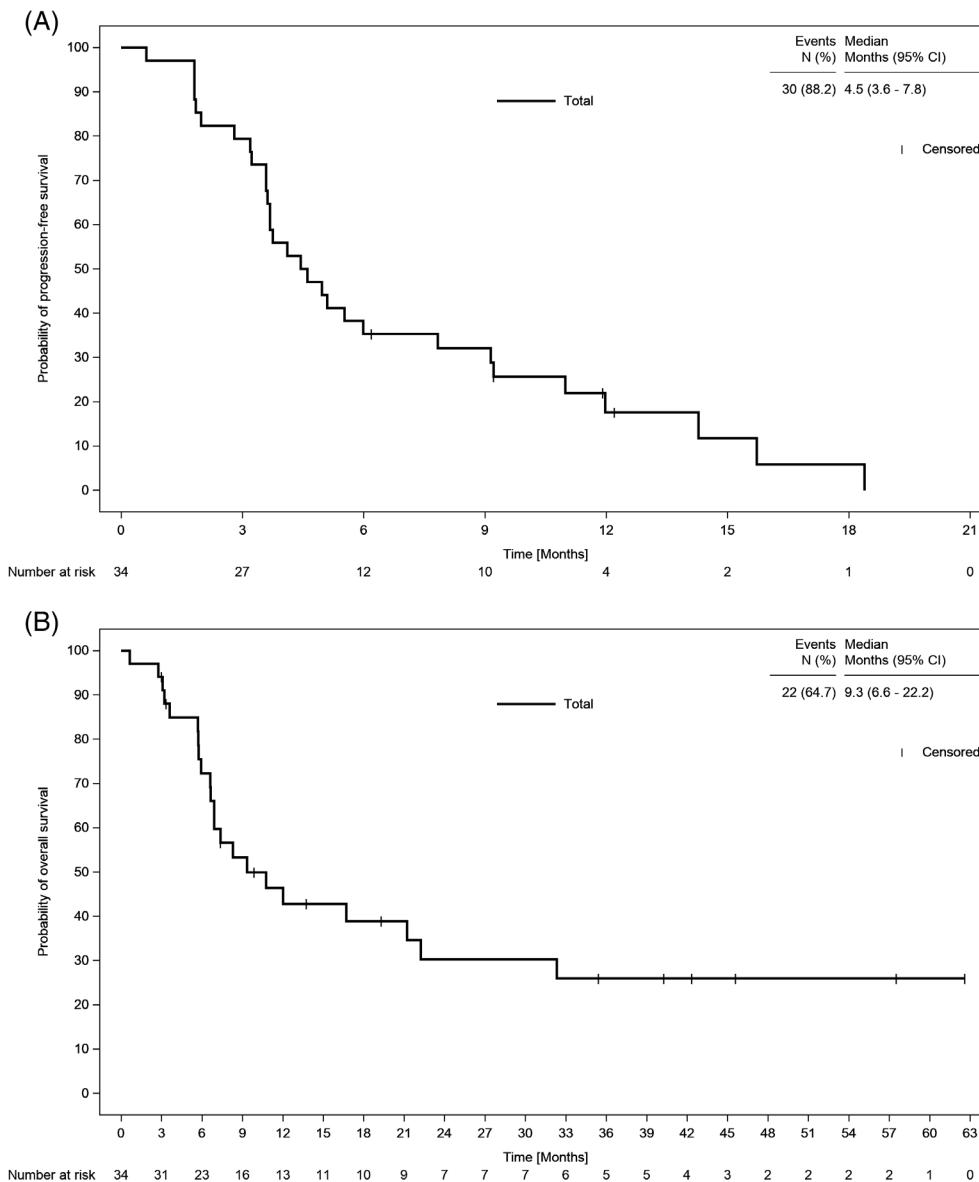 (A)
Events Median
N (%) Months (95% CI)
30 (88.2) 4.5 (3.6 - 7.8)
Total
Censored
Probability of progression-free survival
100
90
80
70
60
50
40
30
20
10
0
0 3 6 9 12 15 18 21
Time [Months]
Number at risk 34 27 12 10 4 2 1 0
(B)
Events Median
N (%) Months (95% CI)
22 (64.7) 9.3 (6.6 - 22.2)
Total
Censored
Probability of overall survival
100
90
80
70
60
50
40
30
20
10
0
0 3 6 9 12 15 18 21 24 27 30 33 36 39 42 45 48 51 54 57 60 63
Time [Months]
Number at risk 34 31 23 16 13 11 10 9 7 7 7 6 5 5 4 3 2 2 2 2 1 0